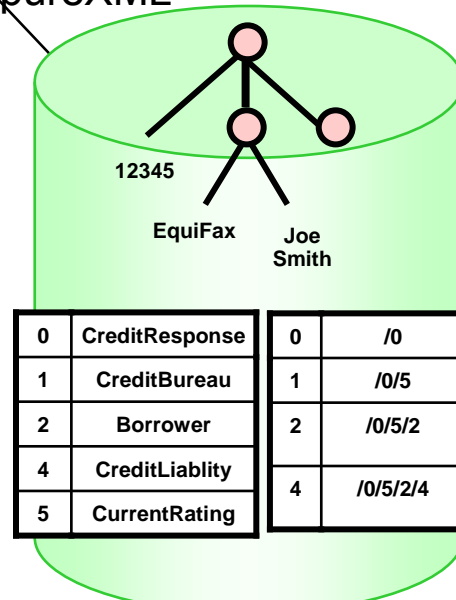 pureXML
12345
EquiFax
Joe
Smith
0 CreditResponse
1 CreditBureau
2 Borrower
4 CreditLiablity
5 CurrentRating
0 /0
1 /0/5
2 /0/5/2
4 /0/5/2/4